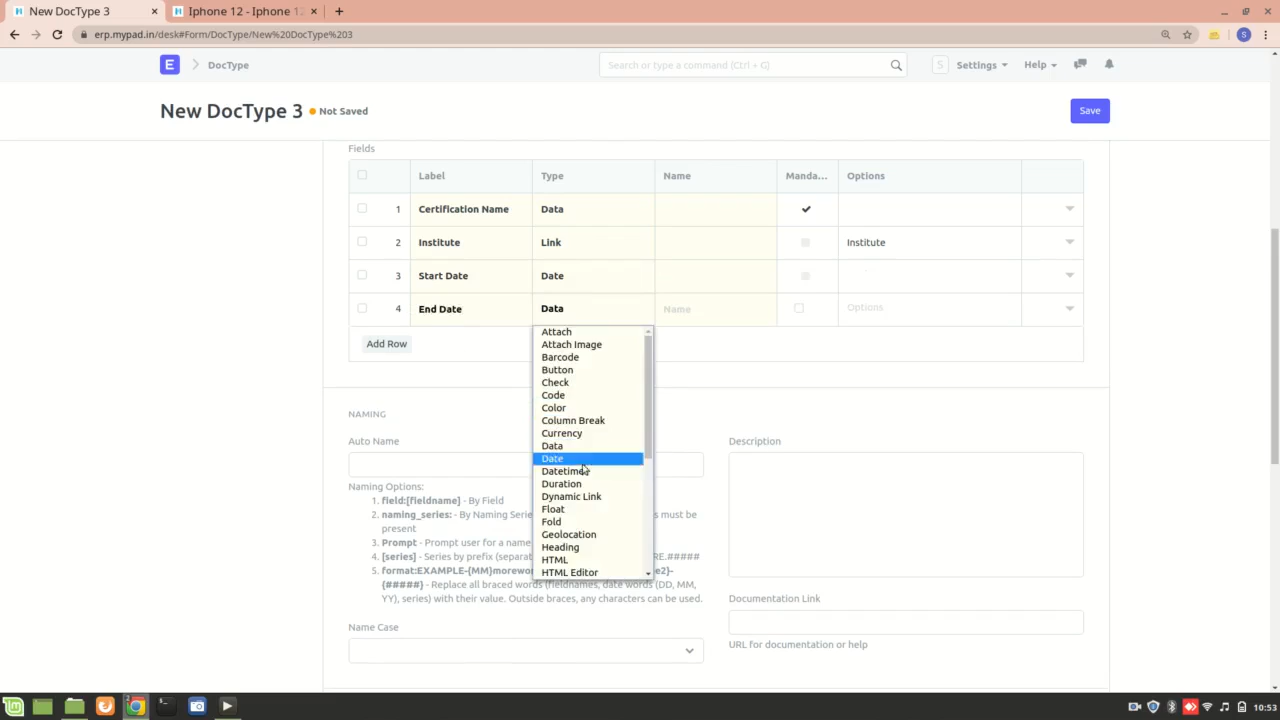 New DocType 3
Iphone 12 - Iphone 12
erp.mypad.in/desk#Form/DocType/New%20DocType%203
S
E
DocType
Search or type a command (Ctrl + G)
S
Settings
Help
New DocType 3
Not Saved
Save
Fields
Label Type Name Manda... Options
1 Certification Name Data
2 Institute Link Institute
3 Start Date Date
4 End Date Data Name Options
Add Row
Attach
Attach Image
Barcode
Button
Check
Code
Color
Column Break
Currency
Data
Date
Datetime
Duration
Dynamic Link
Float
Fold
Geolocation
Heading
HTML
HTML Editor
NAMING
Auto Name
Naming Options:
1. field:[fieldname] - By Field
2. naming_series: - By Naming Serie s must be
present
3. Prompt - Prompt user for a name
4. [series] - Series by prefix (separat RE.#####
5. format:EXAMPLE-{MM}morewo e2}-
{#####} - Replace all braced words (fieldnames, date words (DD, MM,
YY), series) with their value. Outside braces, any characters can be used.
Name Case
Description
Documentation Link
URL for documentation or help
2
10:53